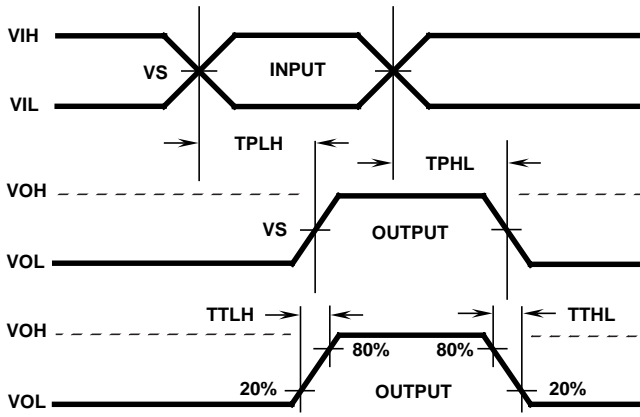 VIH
VS
INPUT
VIL
TPLH
TPHL
VOH
VS
OUTPUT
VOL
TTLH
TTHL
VOH
80%
80%
20%
20%
OUTPUT
VOL